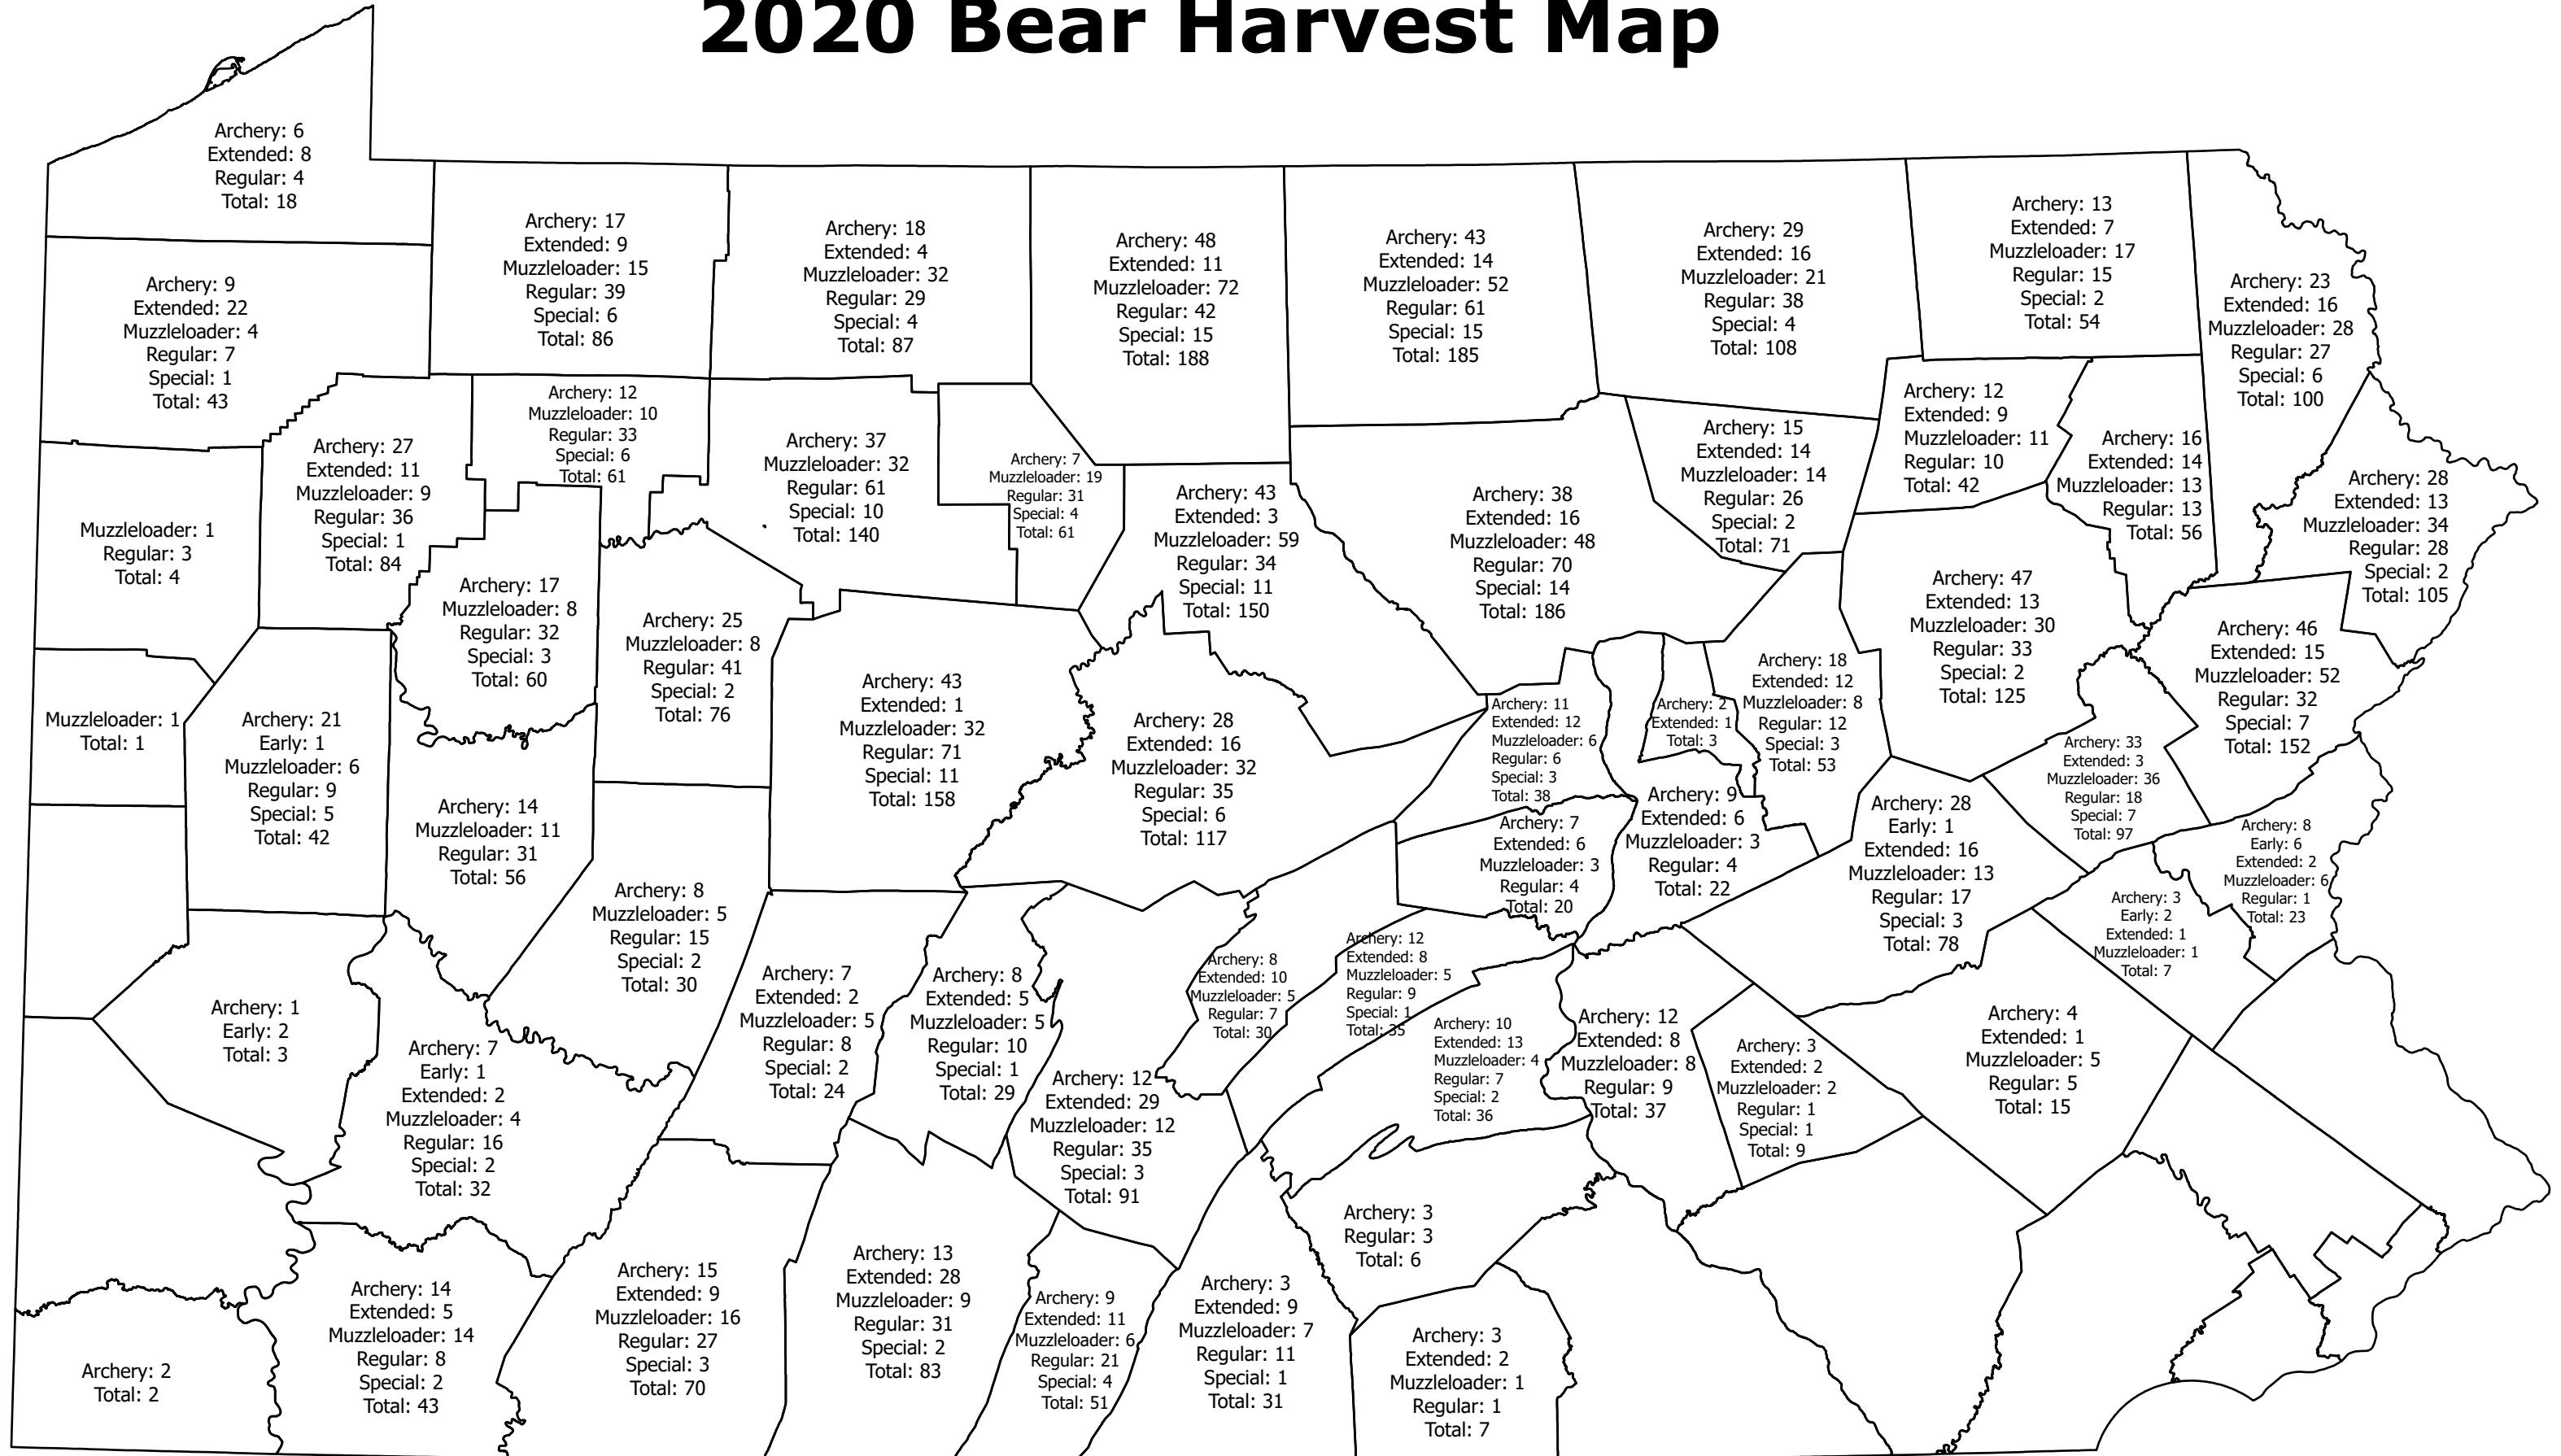 2020 Bear Harvest Map
Archery: 6
Extended: 8
Regular: 4
Total: 18
Archery: 9
Extended: 22
Muzzleloader: 4
Regular: 7
Special: 1
Total: 43
Archery: 17
Extended: 9
Muzzleloader: 15
Regular: 39
Special: 6
Total: 86
Archery: 18
Extended: 4
Muzzleloader: 32
Regular: 29
Special: 4
Total: 87
Archery: 48
Extended: 11
Muzzleloader: 72
Regular: 42
Special: 15
Total: 188
Archery: 43
Extended: 14
Muzzleloader: 52
Regular: 61
Special: 15
Total: 185
Archery: 29
Extended: 16
Muzzleloader: 21
Regular: 38
Special: 4
Total: 108
Archery: 13
Extended: 7
Muzzleloader: 17
Regular: 15
Special: 2
Total: 54
Archery: 23
Extended: 16
Muzzleloader: 28
Regular: 27
Special: 6
Total: 100
Muzzleloader: 1
Regular: 3
Total: 4
Archery: 27
Extended: 11
Muzzleloader: 9
Regular: 36
Special: 1
Total: 84
Archery: 12
Muzzleloader: 10
Regular: 33
Special: 6
Total: 61
Archery: 37
Muzzleloader: 32
Regular: 61
Special: 10
Total: 140
Archery: 7
Muzzleloader: 19
Regular: 31
Special: 4
Total: 61
Archery: 43
Extended: 3
Muzzleloader: 59
Regular: 34
Special: 11
Total: 150
Archery: 38
Extended: 16
Muzzleloader: 48
Regular: 70
Special: 14
Total: 186
Archery: 15
Extended: 14
Muzzleloader: 14
Regular: 26
Special: 2
Total: 71
Archery: 12
Extended: 9
Muzzleloader: 11
Regular: 10
Total: 42
Archery: 16
Extended: 14
Muzzleloader: 13
Regular: 13
Total: 56
Archery: 28
Extended: 13
Muzzleloader: 34
Regular: 28
Special: 2
Total: 105
Muzzleloader: 1
Total: 1
Archery: 21
Early: 1
Muzzleloader: 6
Regular: 9
Special: 5
Total: 42
Archery: 17
Muzzleloader: 8
Regular: 32
Special: 3
Total: 60
Archery: 25
Muzzleloader: 8
Regular: 41
Special: 2
Total: 76
Archery: 43
Extended: 1
Muzzleloader: 32
Regular: 71
Special: 11
Total: 158
Archery: 28
Extended: 16
Muzzleloader: 32
Regular: 35
Special: 6
Total: 117
Archery: 11
Extended: 12
Muzzleloader: 6
Regular: 6
Special: 3
Total: 38
Archery: 2
Extended: 1
Total: 3
Archery: 18
Extended: 12
Muzzleloader: 8
Regular: 12
Special: 3
Total: 53
Archery: 47
Extended: 13
Muzzleloader: 30
Regular: 33
Special: 2
Total: 125
Archery: 46
Extended: 15
Muzzleloader: 52
Regular: 32
Special: 7
Total: 152
Archery: 33
Extended: 3
Muzzleloader: 36
Regular: 18
Special: 7
Total: 97
Archery: 14
Muzzleloader: 11
Regular: 31
Total: 56
Archery: 8
Muzzleloader: 5
Regular: 15
Special: 2
Total: 30
Archery: 7
Extended: 6
Muzzleloader: 3
Regular: 4
Total: 20
Archery: 9
Extended: 6
Muzzleloader: 3
Regular: 4
Total: 22
Archery: 28
Early: 1
Extended: 16
Muzzleloader: 13
Regular: 17
Special: 3
Total: 78
Archery: 8
Early: 6
Extended: 2
Muzzleloader: 6
Regular: 1
Total: 23
Archery: 3
Early: 2
Extended: 1
Muzzleloader: 1
Total: 7
Archery: 1
Early: 2
Total: 3
Archery: 7
Early: 1
Extended: 2
Muzzleloader: 4
Regular: 16
Special: 2
Total: 32
Archery: 7
Extended: 2
Muzzleloader: 5
Regular: 8
Special: 2
Total: 24
Archery: 8
Extended: 5
Muzzleloader: 5
Regular: 10
Special: 1
Total: 29
Archery: 12
Extended: 29
Muzzleloader: 12
Regular: 35
Special: 3
Total: 91
Archery: 8
Extended: 10
Muzzleloader: 5
Regular: 7
Total: 30
Archery: 12
Extended: 8
Muzzleloader: 5
Regular: 9
Special: 1
Total: 35
Archery: 10
Extended: 13
Muzzleloader: 4
Regular: 7
Special: 2
Total: 36
Archery: 12
Extended: 8
Muzzleloader: 8
Regular: 9
Total: 37
Archery: 3
Extended: 2
Muzzleloader: 2
Regular: 1
Special: 1
Total: 9
Archery: 4
Extended: 1
Muzzleloader: 5
Regular: 5
Total: 15
Archery: 2
Total: 2
Archery: 14
Extended: 5
Muzzleloader: 14
Regular: 8
Special: 2
Total: 43
Archery: 15
Extended: 9
Muzzleloader: 16
Regular: 27
Special: 3
Total: 70
Archery: 13
Extended: 28
Muzzleloader: 9
Regular: 31
Special: 2
Total: 83
Archery: 9
Extended: 11
Muzzleloader: 6
Regular: 21
Special: 4
Total: 51
Archery: 3
Extended: 9
Muzzleloader: 7
Regular: 11
Special: 1
Total: 31
Archery: 3
Regular: 3
Total: 6
Archery: 3
Extended: 2
Muzzleloader: 1
Regular: 1
Total: 7